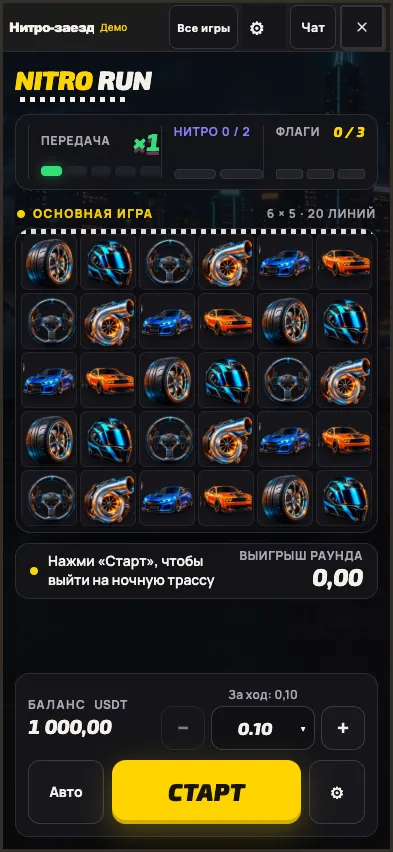 Нитро-заезд Демо Все игры ⚙ Чат ×
NITRO RUN
ПЕРЕДАЧА ×1 НИТРО 0 / 2 ФЛАГИ 0 / 3
ОСНОВНАЯ ИГРА 6 × 5 · 20 ЛИНИЙ
Нажми «Старт», чтобы
выйти на ночную трассу
ВЫИГРЫШ РАУНДА
0,00
БАЛАНС USDT
1 000,00
За ход: 0,10
− 0.10 ▾ +
Авто СТАРТ ⚙